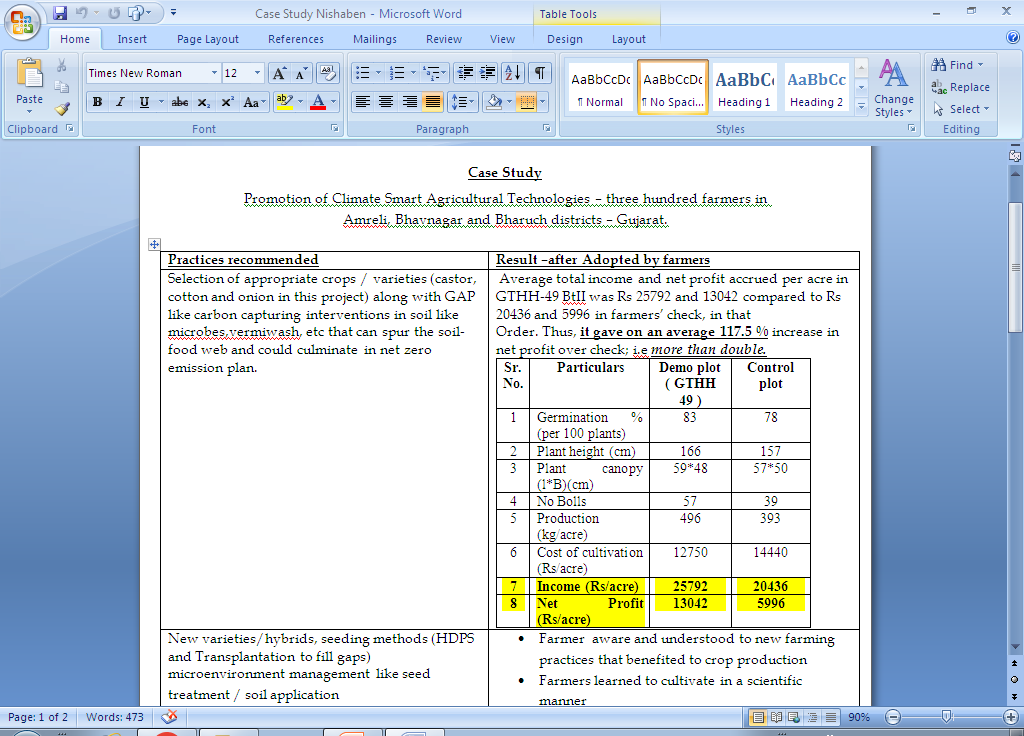 Case Study Nishaben - Microsoft Word
Table Tools
Home Insert Page Layout References Mailings Review View Design Layout
Paste
Clipboard
Times New Roman 12
Font
Paragraph
AaBbCcDc AaBbCcDc AaBbC AaBbCc
¶ Normal ¶ No Spaci... Heading 1 Heading 2
Change Styles
Styles
Find
Replace
Select
Editing
Case Study
Promotion of Climate Smart Agricultural Technologies – three hundred farmers in
Amreli, Bhavnagar and Bharuch districts – Gujarat.
Practices recommended
Selection of appropriate crops / varieties (castor,
cotton and onion in this project) along with GAP
like carbon capturing interventions in soil like
microbes,vermiwash, etc that can spur the soil-
food web and could culminate in net zero
emission plan.
Result –after Adopted by farmers
Average total income and net profit accrued per acre in
GTHH-49 BtII was Rs 25792 and 13042 compared to Rs
20436 and 5996 in farmers' check, in that
Order. Thus, it gave on an average 117.5 % increase in
net profit over check; i.e more than double.
Sr. No. Particulars Demo plot ( GTHH 49 ) Control plot
1 Germination % (per 100 plants) 83 78
2 Plant height (cm) 166 157
3 Plant canopy (l*B)(cm) 59*48 57*50
4 No Bolls 57 39
5 Production (kg/acre) 496 393
6 Cost of cultivation (Rs/acre) 12750 14440
7 Income (Rs/acre) 25792 20436
8 Net Profit (Rs/acre) 13042 5996
New varieties/hybrids, seeding methods (HDPS
and Transplantation to fill gaps)
microenvironment management like seed
treatment / soil application
• Farmer aware and understood to new farming
practices that benefited to crop production
• Farmers learned to cultivate in a scientific
manner
Page: 1 of 2 Words: 473 90%